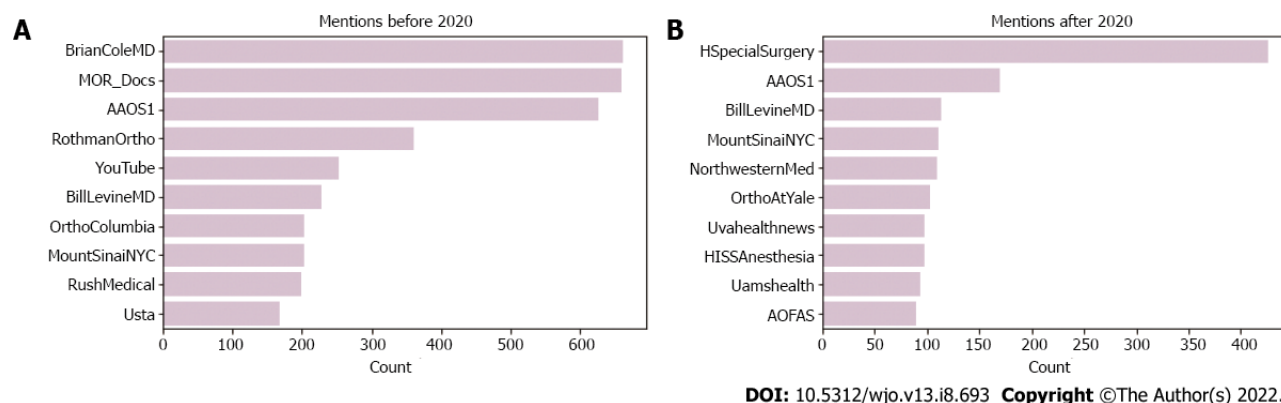 A
Mentions before 2020
BrianColeMD
MOR_Docs
AAOS1
RothmanOrtho
YouTube
BillLevineMD
OrthoColumbia
MountSinaiNYC
RushMedical
Usta
0 100 200 300 400 500 600
Count
B
Mentions after 2020
HSpecialSurgery
AAOS1
BillLevineMD
MountSinaiNYC
NorthwesternMed
OrthoAtYale
Uvahealthnews
HISSAnesthesia
Uamshealth
AOFAS
0 50 100 150 200 250 300 350 400
Count
DOI: 10.5312/wjo.v13.i8.693 Copyright ©The Author(s) 2022.